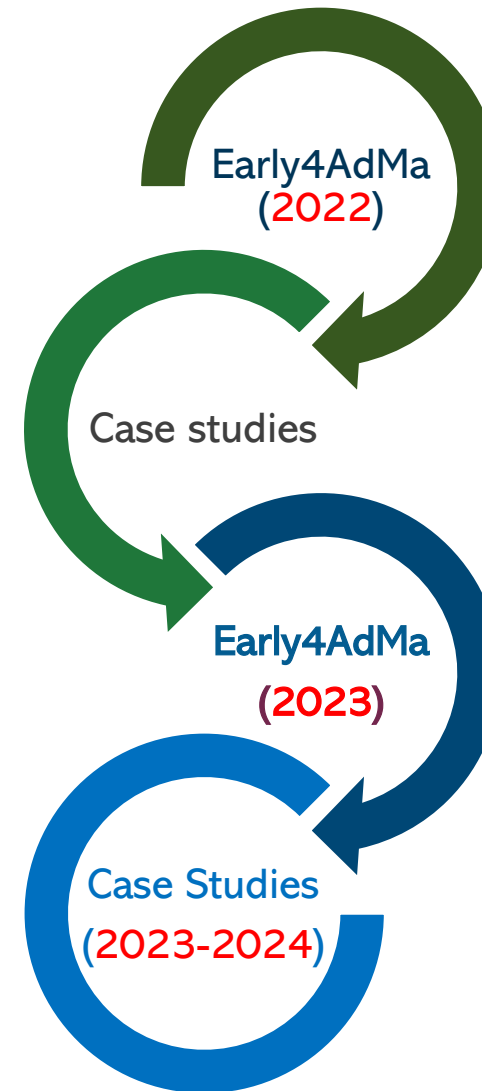 Early4AdMa
(2022)
Case studies
Early4AdMa
(2023)
Case Studies
(2023-2024)